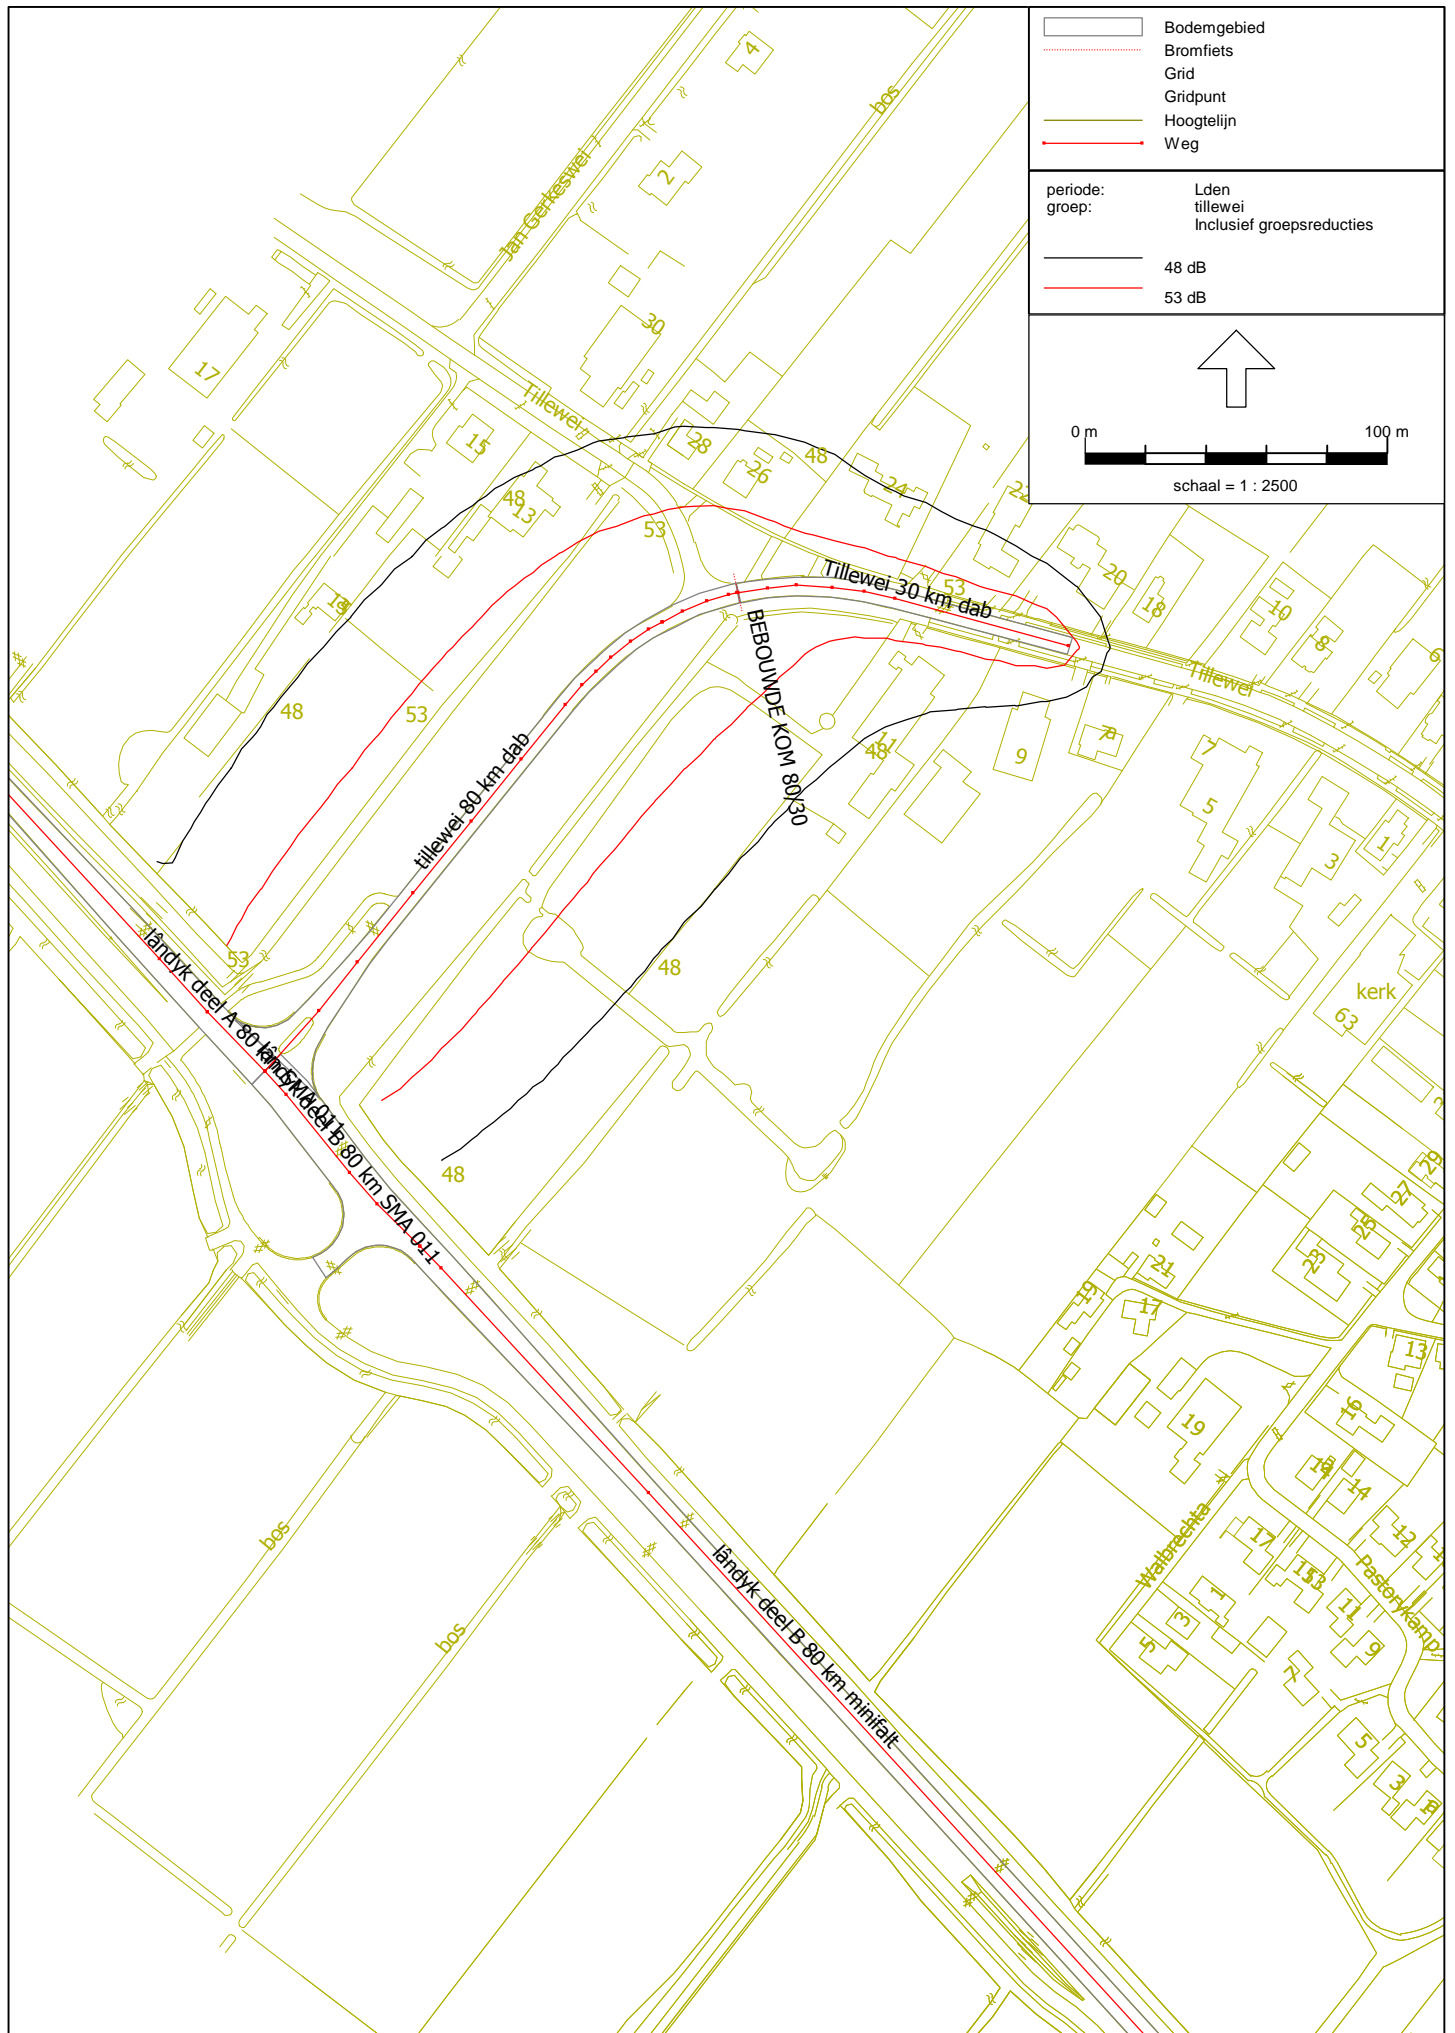 Bodemgebied
Bromfiets
Grid
Gridpunt
Hoogtelijn
Weg
periode: Lden
groep: tillewei
Inclusief groepsreducties
48 dB
53 dB
0 m 100 m
schaal = 1 : 2500
4
bos
2
Jan Gerkeswei
30
17
Tillewei
15
28
26
48
24
22
48
13
53
20
18
10
8
6
Tillewei 30 km dab
53
BEBOUWDE KOM 80/30
Tillewei
48
53
tillewei 80 km dab
11
48
9
7a
7
5
3
1
48
53
kerk
63
lândyk deel A 80 km SMA 011
lândyk deel B 80 km SMA 011
48
29
27
25
23
21
19
17
13
16
19
14
12
bos
bos
Walbrechta
17
1
3
5
11
9
7
Pastorykamp
lândyk deel B 80 km minifalt
5
3